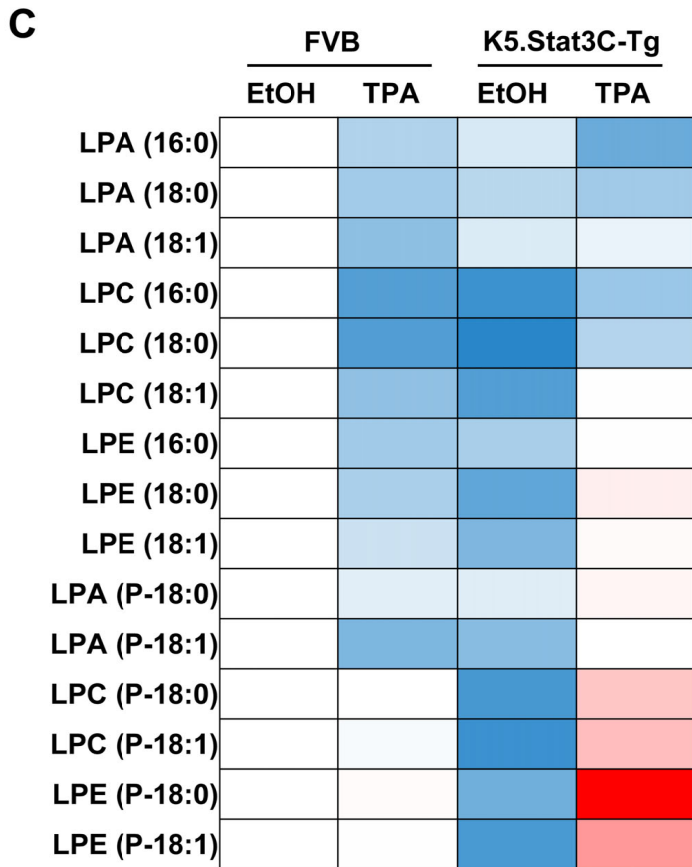 C
FVB K5.Stat3C-Tg
EtOH TPA EtOH TPA
LPA (16:0)
LPA (18:0)
LPA (18:1)
LPC (16:0)
LPC (18:0)
LPC (18:1)
LPE (16:0)
LPE (18:0)
LPE (18:1)
LPA (P-18:0)
LPA (P-18:1)
LPC (P-18:0)
LPC (P-18:1)
LPE (P-18:0)
LPE (P-18:1)